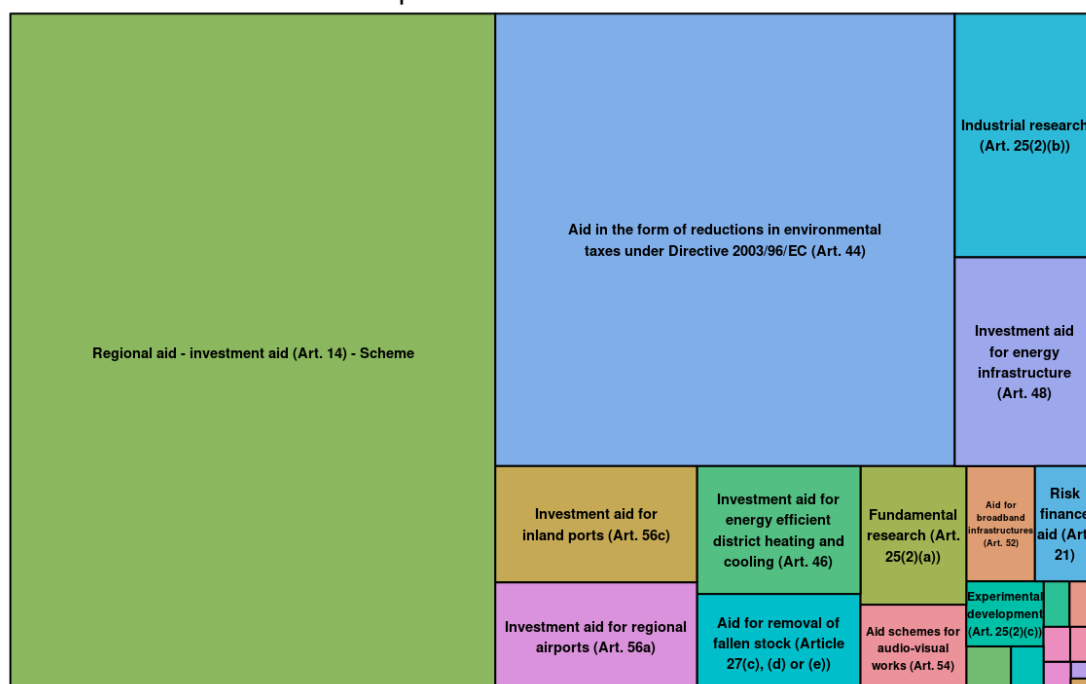 Regional aid - investment aid (Art. 14) - Scheme
Aid in the form of reductions in environmental
taxes under Directive 2003/96/EC (Art. 44)
Industrial research
(Art. 25(2)(b))
Investment aid
for energy
infrastructure
(Art. 48)
Investment aid for
inland ports (Art. 56c)
Investment aid for regional
airports (Art. 56a)
Investment aid for
energy efficient
district heating and
cooling (Art. 46)
Aid for removal of
fallen stock (Article
27(c), (d) or (e))
Fundamental
research (Art.
25(2)(a))
Aid schemes for
audio-visual
works (Art. 54)
Aid for
broadband
infrastructures
(Art. 52)
Risk
finance
aid (Art.
21)
Experimental
development
(Art. 25(2)(c))